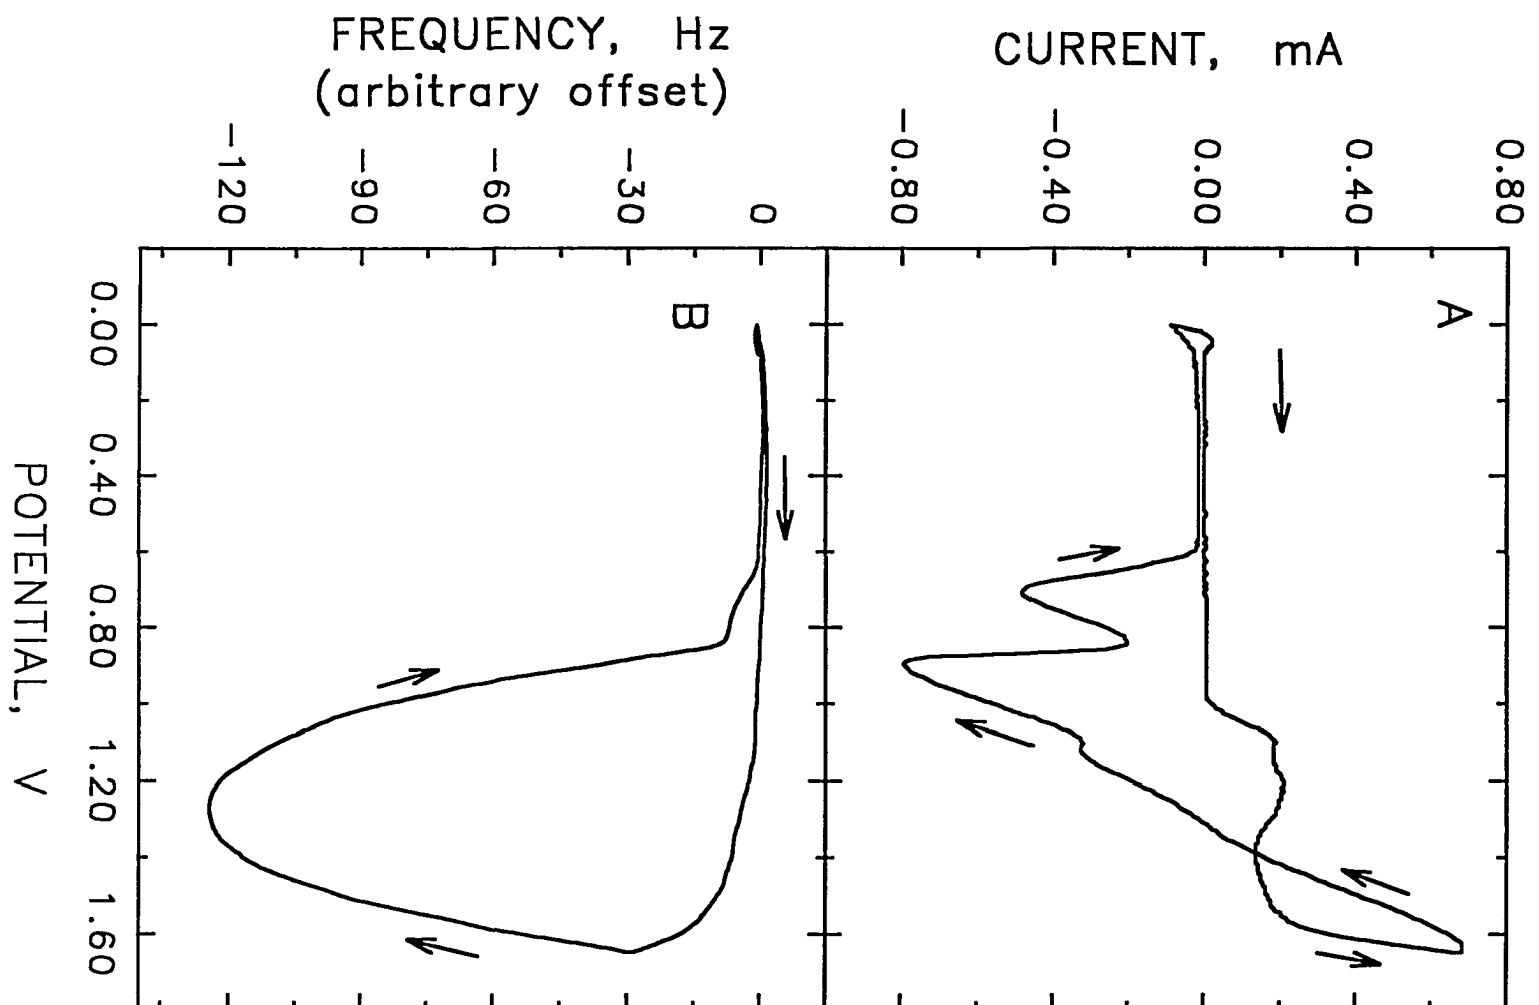 CURRENT, mA
0.80
0.40
0.00
-0.40
-0.80
A
FREQUENCY, Hz
(arbitrary offset)
0
-30
-60
-90
-120
B
0.00
0.40
0.80
1.20
1.60
POTENTIAL, V